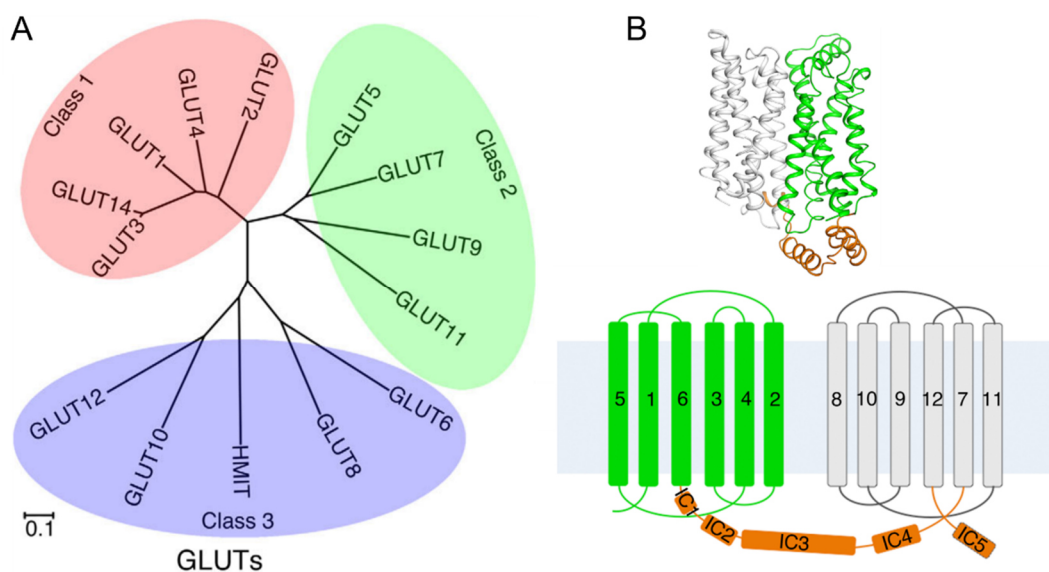 A
Class 1
GLUT2
GLUT4
GLUT1
GLUT14
GLUT3
GLUT5
Class 2
GLUT7
GLUT9
GLUT11
GLUT12
GLUT10
HMIT
GLUT8
GLUT6
Class 3
0.1
GLUTs
B
5 1 6 3 4 2 8 10 9 12 7 11
IC1
IC2
IC3
IC4
IC5